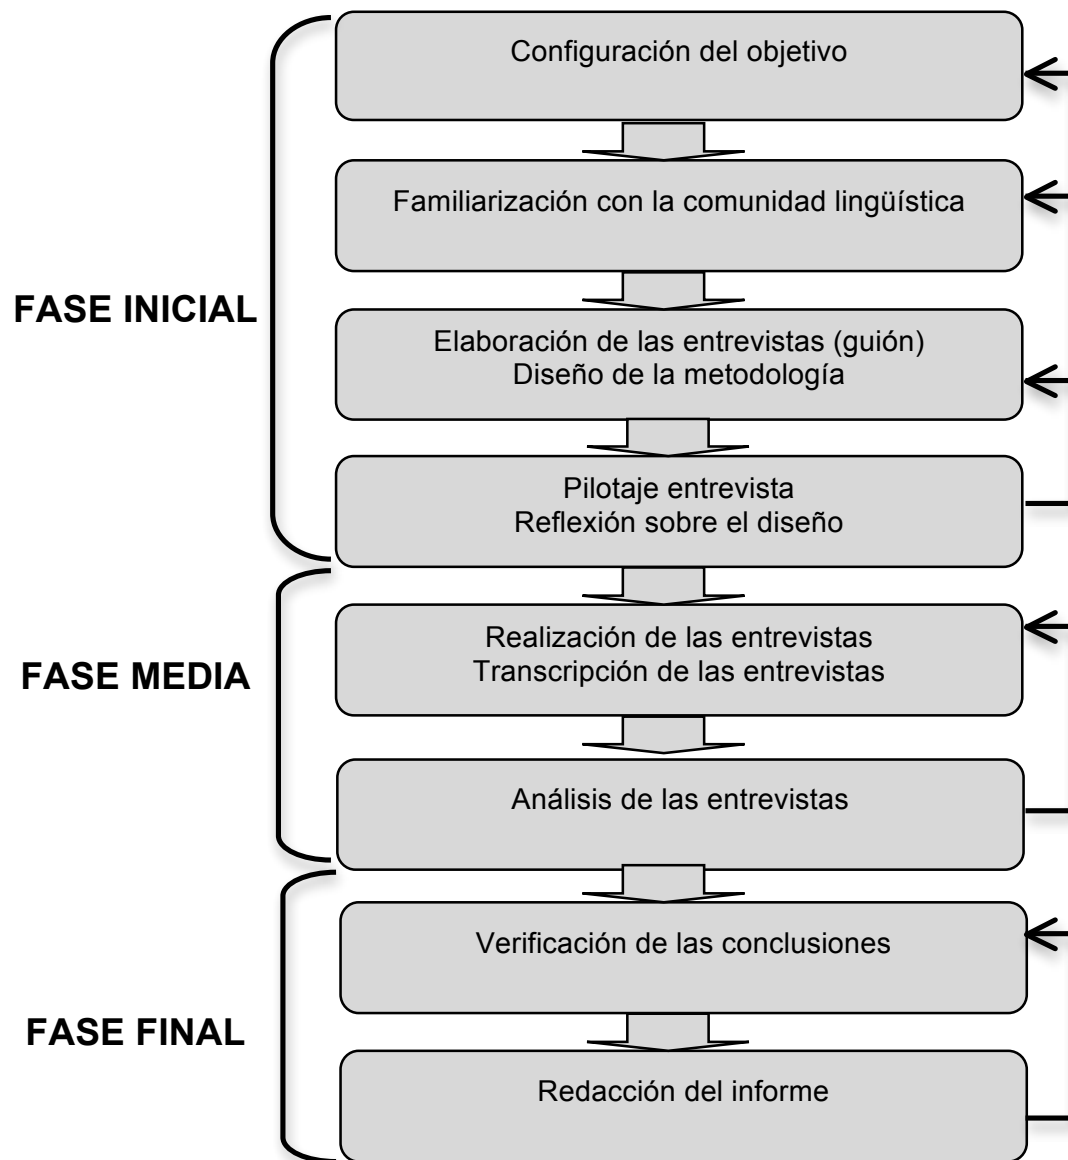 Configuración del objetivo
Familiarización con la comunidad lingüística
FASE INICIAL
Elaboración de las entrevistas (guión)
Diseño de la metodología
Pilotaje entrevista
Reflexión sobre el diseño
Realización de las entrevistas
Transcripción de las entrevistas
FASE MEDIA
Análisis de las entrevistas
Verificación de las conclusiones
FASE FINAL
Redacción del informe